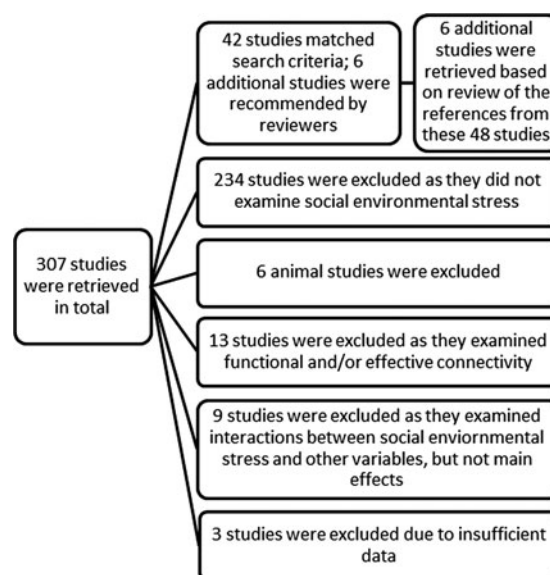 42 studies matched
search criteria; 6
additional studies were
recommended by
reviewers
6 additional
studies were
retrieved based
on review of the
references from
these 48 studies
234 studies were excluded as they did not
examine social environmental stress
307 studies
were retrieved
in total
6 animal studies were excluded
13 studies were excluded as they examined
functional and/or effective connectivity
9 studies were excluded as they examined
interactions between social enviornmental
stress and other variables, but not main
effects
3 studies were excluded due to insufficient
data